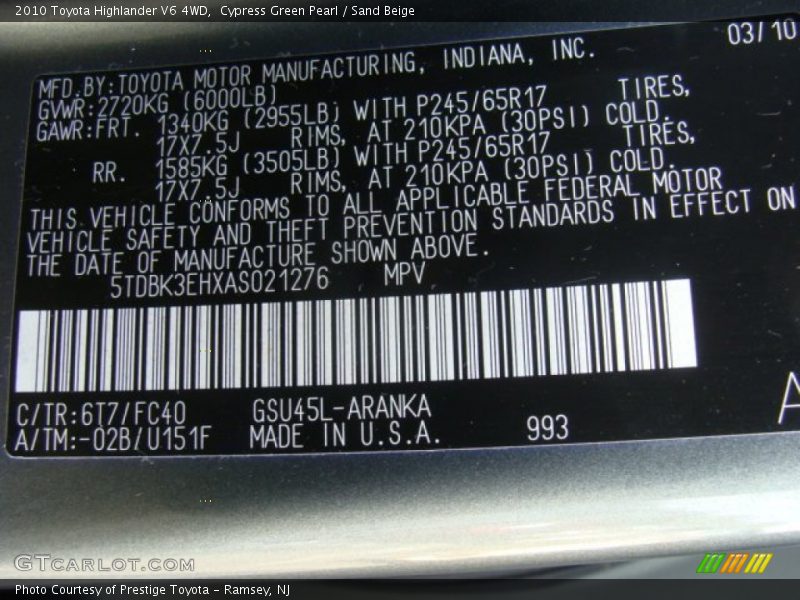 2010 Toyota Highlander V6 4WD,  Cypress Green Pearl / Sand Beige
03/10
MFD.BY:TOYOTA MOTOR MANUFACTURING, INDIANA, INC.
GVWR:2720KG (6000LB)
GAWR:FRT. 1340KG (2955LB) WITH P245/65R17 TIRES,
17X7.5J RIMS, AT 210KPA (30PSI) COLD.
RR. 1585KG (3505LB) WITH P245/65R17 TIRES,
17X7.5J RIMS, AT 210KPA (30PSI) COLD.
THIS VEHICLE CONFORMS TO ALL APPLICABLE FEDERAL MOTOR
VEHICLE SAFETY AND THEFT PREVENTION STANDARDS IN EFFECT ON
THE DATE OF MANUFACTURE SHOWN ABOVE.
5TDBK3EHXAS021276 MPV
C/TR:6T7/FC40 GSU45L-ARANKA
A/TM:-02B/U151F MADE IN U.S.A. 993
A
GTCARLOT.COM
Photo Courtesy of Prestige Toyota - Ramsey, NJ